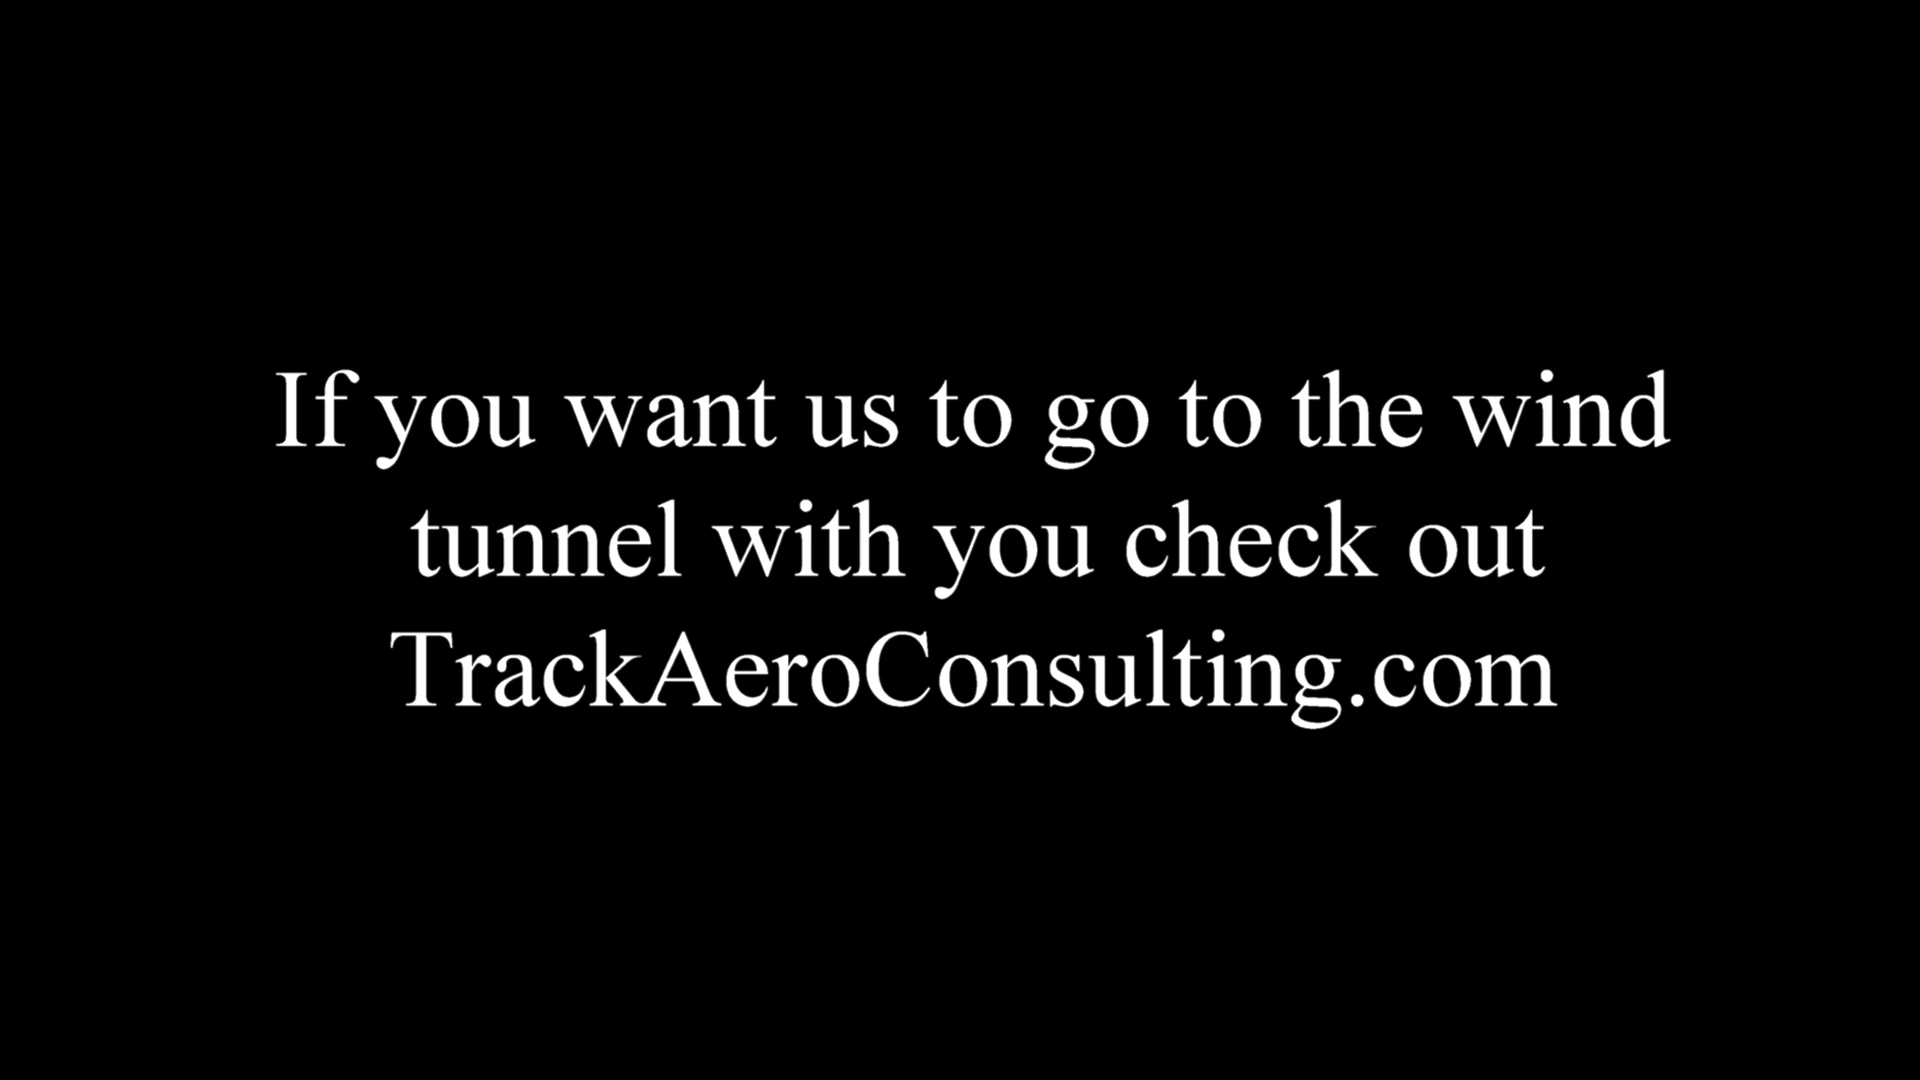 If you want us to go to the wind
tunnel with you check out
TrackAeroConsulting.com